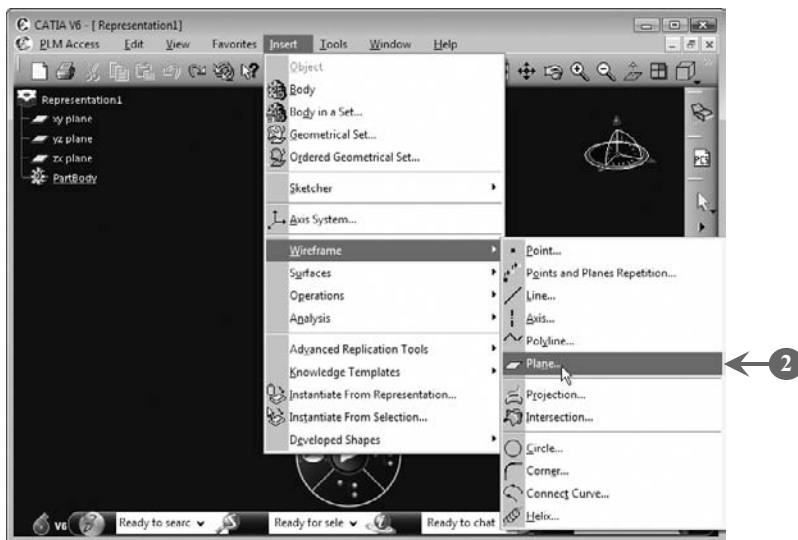 CATIA V6 - [ Representation1]
PLM Access Edit View Favorites Insert Tools Window Help
Representation1
xy plane
yz plane
zx plane
PartBody
Object
Body
Body in a Set...
Geometrical Set...
Ordered Geometrical Set...
Sketcher
Axis System...
Wireframe
Surfaces
Operations
Analysis
Advanced Replication Tools
Knowledge Templates
Instantiate From Representation...
Instantiate From Selection...
Developed Shapes
Point...
Points and Planes Repetition...
Line...
Axis...
Polyline...
Plane...
Projection...
Intersection...
Circle...
Corner...
Connect Curve...
Helix...
2
PCS
V6 Ready to searc Ready for sele Ready to chat